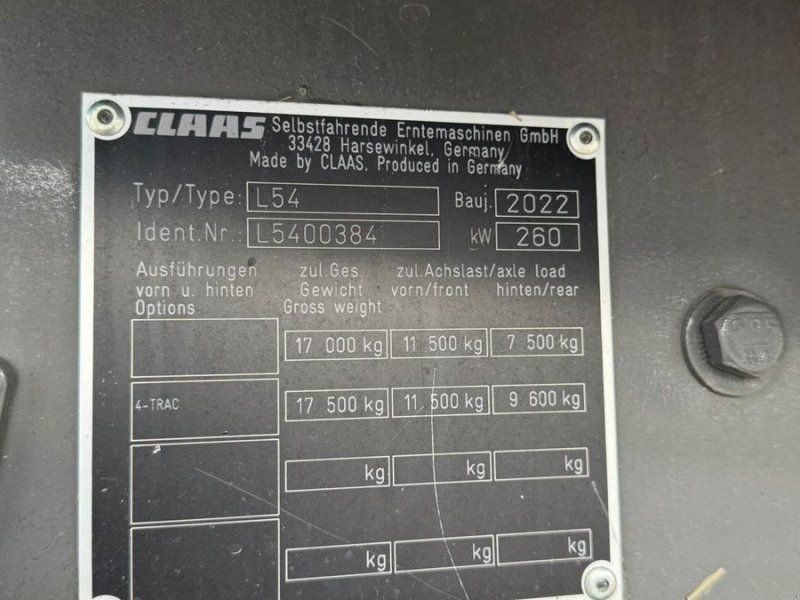 CLAAS Selbstfahrende Erntemaschinen GmbH
33428 Harsewinkel, Germany
Made by CLAAS, Produced in Germany
Typ/Type: L54 Bauj. 2022
Ident.Nr.: L5400384 kW 260
Ausführungen zul. Ges. zul.Achslast/axle load
vorn u. hinten Gewicht vorn/front hinten/rear
Options Gross weight
17 000 kg 11 500 kg 7 500 kg
4-TRAC 17 500 kg 11 500 kg 9 600 kg
kg kg kg
kg kg kg